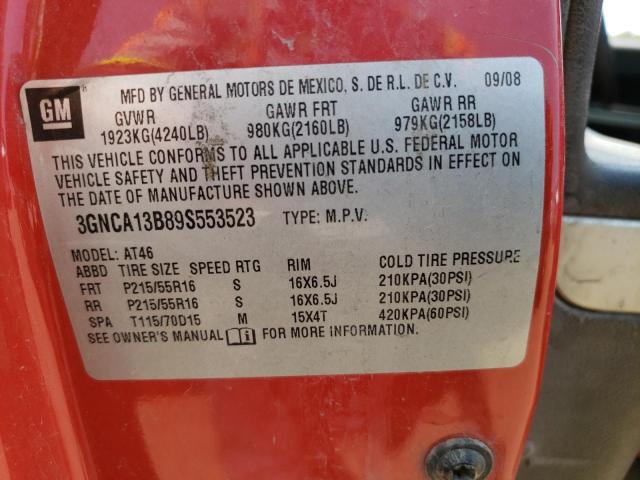 GM
MFD BY GENERAL MOTORS DE MEXICO, S. DE R.L. DE C.V. 09/08
GVWR GAWR FRT GAWR RR
1923KG(4240LB) 980KG(2160LB) 979KG(2158LB)
THIS VEHICLE CONFORMS TO ALL APPLICABLE U.S. FEDERAL MOTOR
VEHICLE SAFETY AND THEFT PREVENTION STANDARDS IN EFFECT ON
THE DATE OF MANUFACTURE SHOWN ABOVE.
3GNCA13B89S553523 TYPE: M.P.V.
MODEL: AT46
ABBD TIRE SIZE SPEED RTG RIM COLD TIRE PRESSURE
FRT P215/55R16 S 16X6.5J 210KPA(30PSI)
RR P215/55R16 S 16X6.5J 210KPA(30PSI)
SPA T115/70D15 M 15X4T 420KPA(60PSI)
SEE OWNER'S MANUAL FOR MORE INFORMATION.